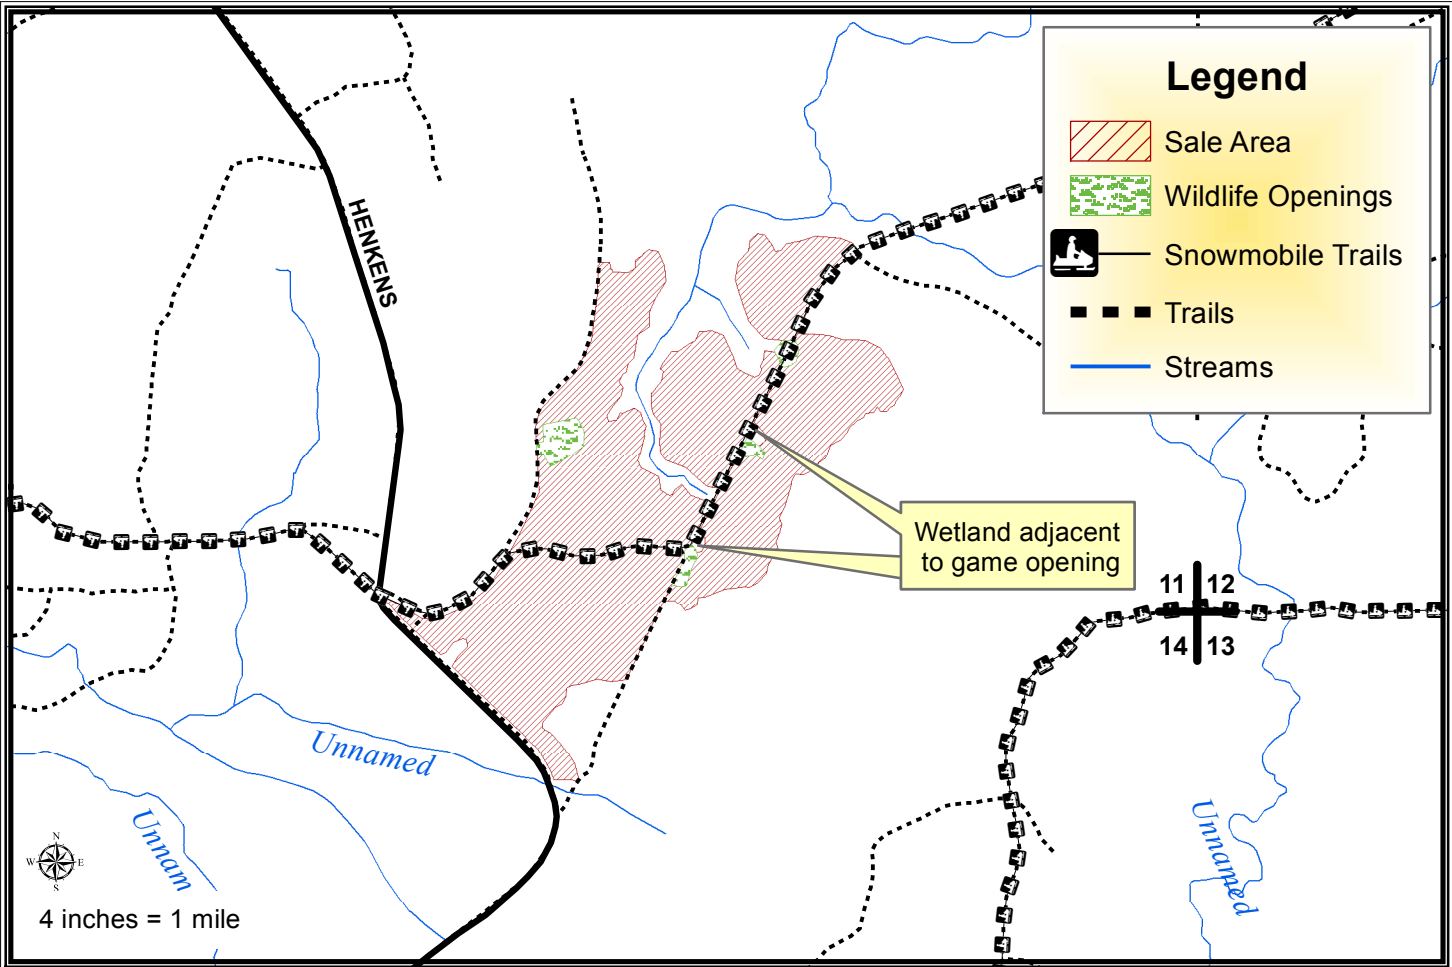 Legend
Sale Area
Wildlife Openings
Snowmobile Trails
Trails
Streams
HENKENS
Wetland adjacent
to game opening
11 12
14 13
Unnamed
Unnam
Unnamed
N
W E
S
4 inches = 1 mile